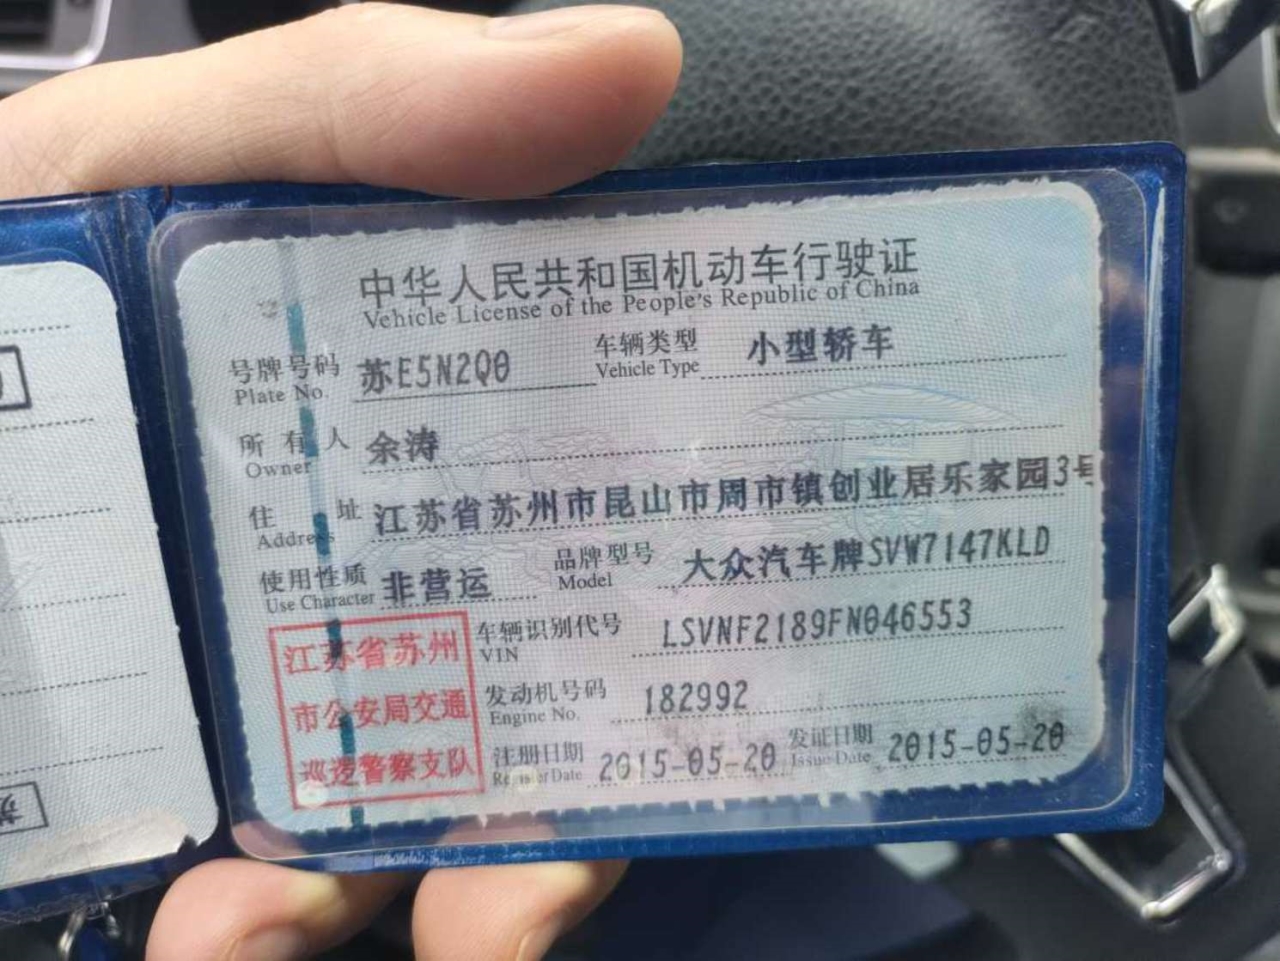 中华人民共和国机动车行驶证
Vehicle License of the People's Republic of China
号牌号码 苏E5N2Q0 车辆类型 小型轿车
Plate No. Vehicle Type
所有人 余涛
Owner
住址 江苏省苏州市昆山市周市镇创业居乐家园3号
Address
使用性质 非营运 品牌型号 大众汽车牌SVW7147KLD
Use Character Model
江苏省苏州
市公安局交通
巡逻警察支队
车辆识别代号 LSVNF2189FN046553
VIN
发动机号码 182992
Engine No.
注册日期 2015-05-20 发证日期 2015-05-20
Register Date Issue Date